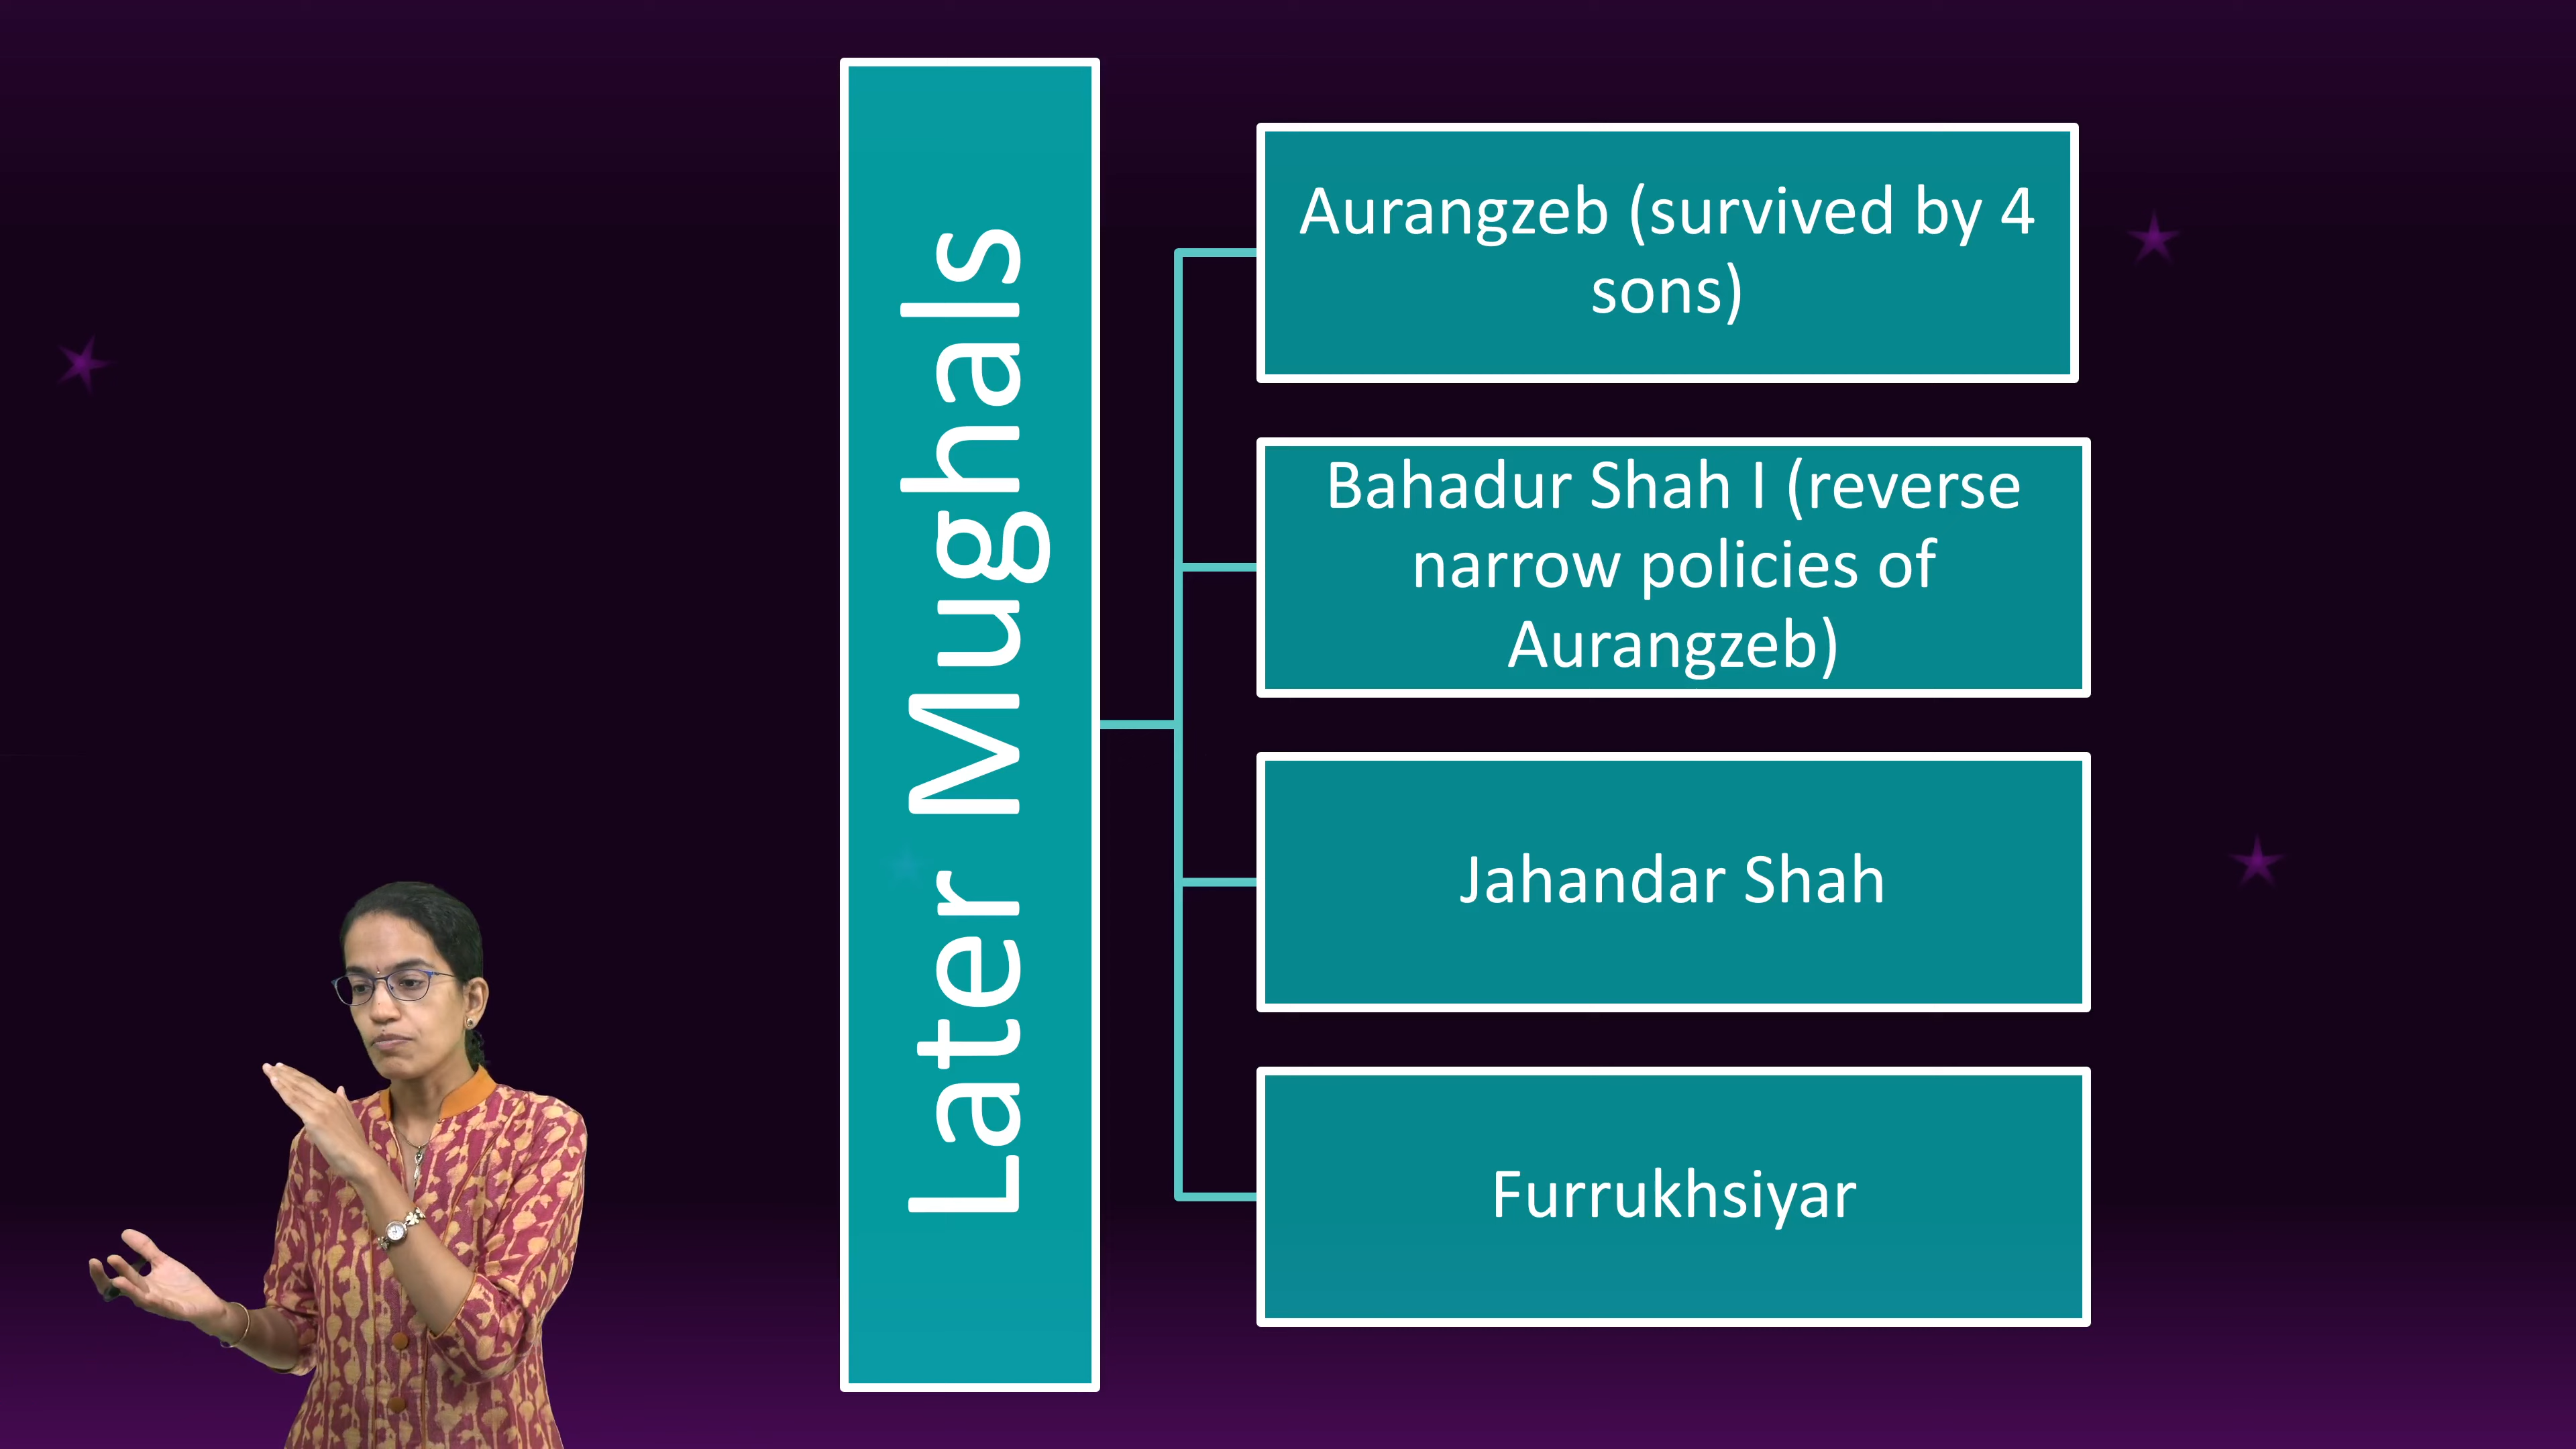 Later Mughals
Aurangzeb (survived by 4
sons)
Bahadur Shah I (reverse
narrow policies of
Aurangzeb)
Jahandar Shah
Furrukhsiyar